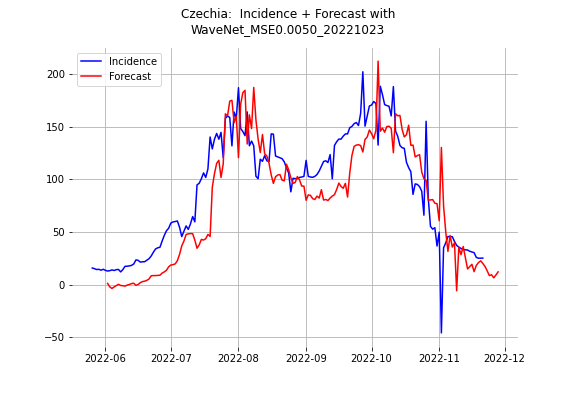 Czechia:  Incidence + Forecast with
WaveNet_MSE0.0050_20221023
Incidence
Forecast
200
150
100
50
0
−50
2022-06 2022-07 2022-08 2022-09 2022-10 2022-11 2022-12